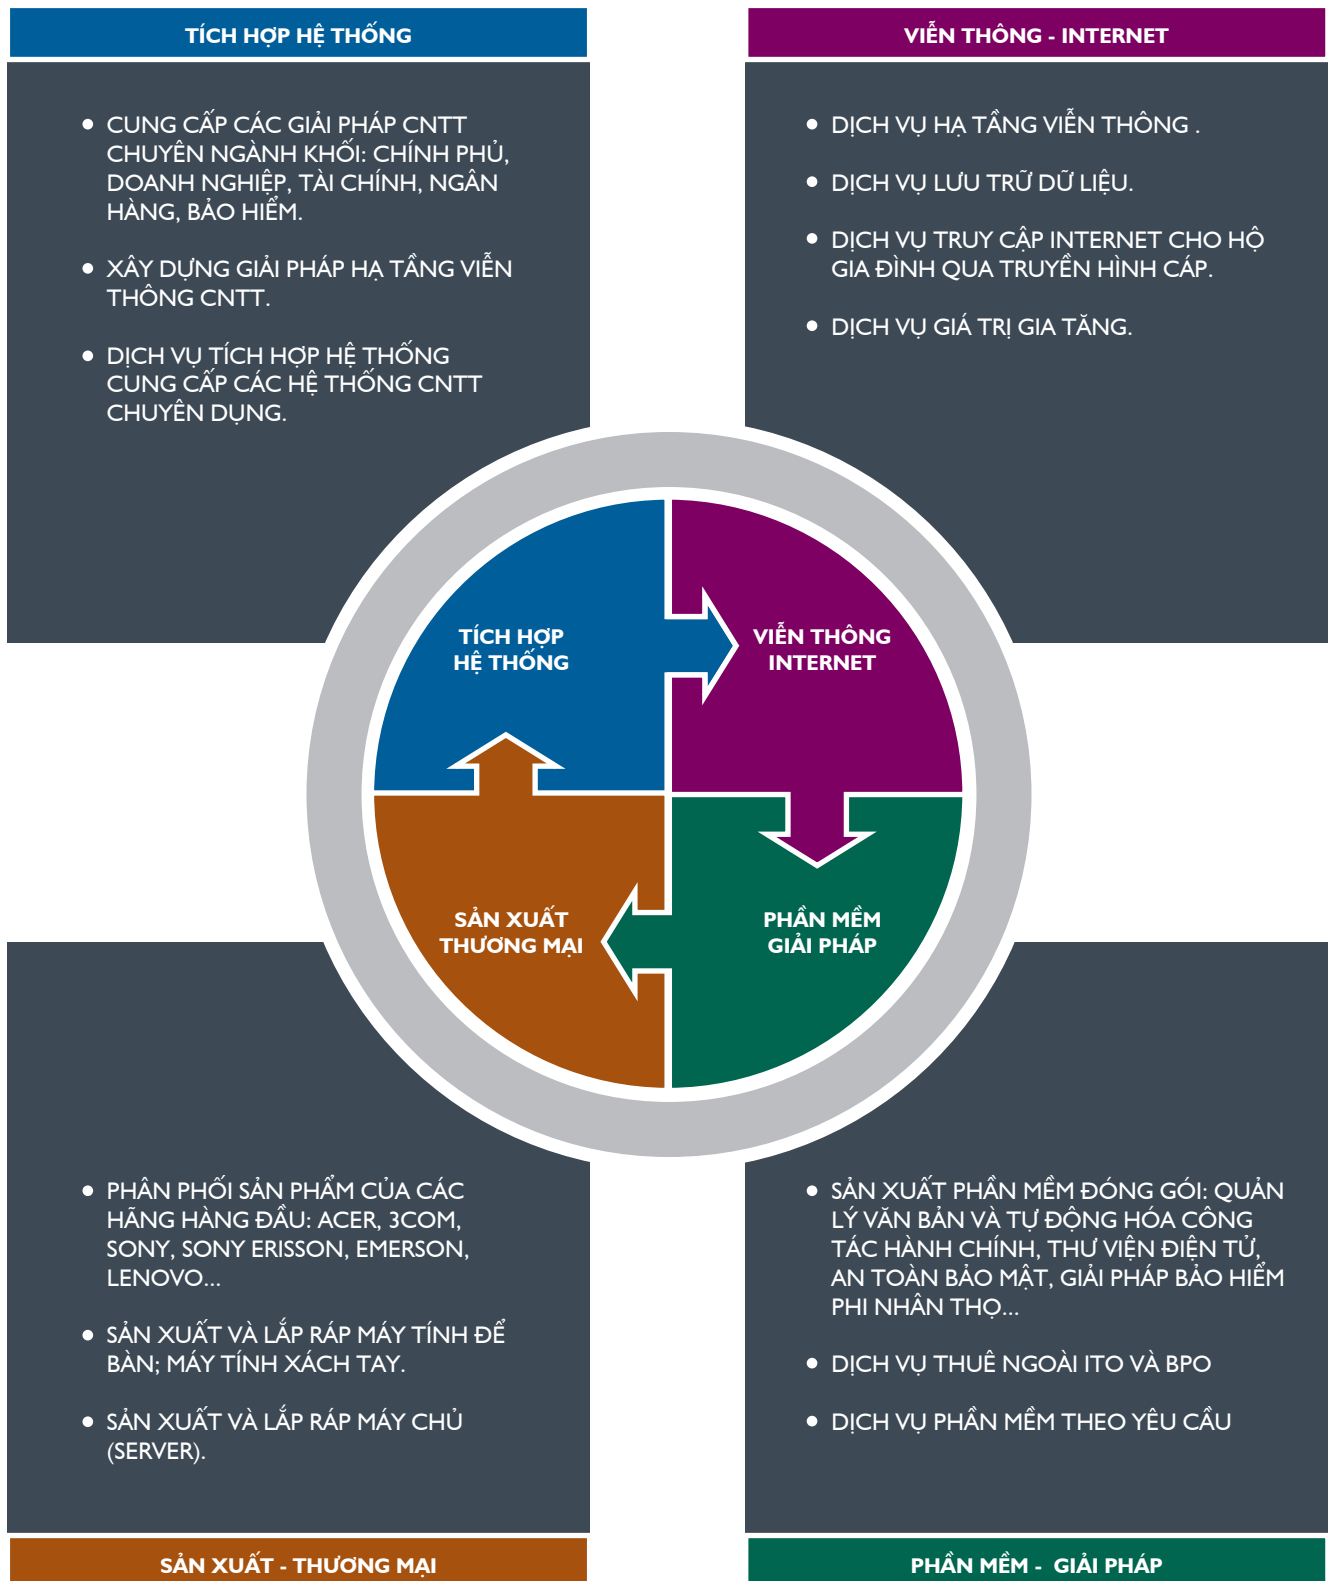 TÍCH HỢP HỆ THỐNG
• CUNG CẤP CÁC GIẢI PHÁP CNTT
CHUYÊN NGÀNH KHỐI: CHÍNH PHỦ,
DOANH NGHIỆP, TÀI CHÍNH, NGÂN
HÀNG, BẢO HIỂM.
• XÂY DỰNG GIẢI PHÁP HẠ TẦNG VIỄN
THÔNG CNTT.
• DỊCH VỤ TÍCH HỢP HỆ THỐNG
CUNG CẤP CÁC HỆ THỐNG CNTT
CHUYÊN DỤNG.
VIỄN THÔNG - INTERNET
• DỊCH VỤ HẠ TẦNG VIỄN THÔNG .
• DỊCH VỤ LƯU TRỮ DỮ LIỆU.
• DỊCH VỤ TRUY CẬP INTERNET CHO HỘ
GIA ĐÌNH QUA TRUYỀN HÌNH CÁP.
• DỊCH VỤ GIÁ TRỊ GIA TĂNG.
TÍCH HỢP
HỆ THỐNG
VIỄN THÔNG
INTERNET
SẢN XUẤT
THƯƠNG MẠI
PHẦN MỀM
GIẢI PHÁP
• PHÂN PHỐI SẢN PHẨM CỦA CÁC
HÃNG HÀNG ĐẦU: ACER, 3COM,
SONY, SONY ERISSON, EMERSON,
LENOVO...
• SẢN XUẤT VÀ LẮP RÁP MÁY TÍNH ĐỂ
BÀN; MÁY TÍNH XÁCH TAY.
• SẢN XUẤT VÀ LẮP RÁP MÁY CHỦ
(SERVER).
SẢN XUẤT - THƯƠNG MẠI
• SẢN XUẤT PHẦN MỀM ĐÓNG GÓI: QUẢN
LÝ VĂN BẢN VÀ TỰ ĐỘNG HÓA CÔNG
TÁC HÀNH CHÍNH, THƯ VIỆN ĐIỆN TỬ,
AN TOÀN BẢO MẬT, GIẢI PHÁP BẢO HIỂM
PHI NHÂN THỌ...
• DỊCH VỤ THUÊ NGOÀI ITO VÀ BPO
• DỊCH VỤ PHẦN MỀM THEO YÊU CẦU
PHẦN MỀM - GIẢI PHÁP